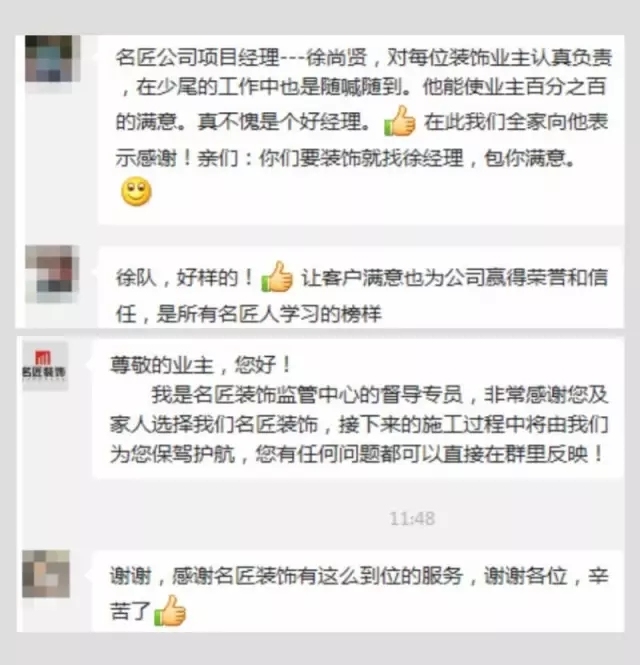 名匠公司项目经理---徐尚贤，对每位装饰业主认真负责
，在少尾的工作中也是随喊随到。他能使业主百分之百
的满意。真不愧是个好经理。 在此我们全家向他表
示感谢！亲们：你们要装饰就找徐经理，包你满意。
徐队，好样的！ 让客户满意也为公司赢得荣誉和信
任，是所有名匠人学习的榜样
名匠装饰
尊敬的业主，您好！
我是名匠装饰监管中心的督导专员，非常感谢您及
家人选择我们名匠装饰，接下来的施工过程中将由我们
为您保驾护航，您有任何问题都可以直接在群里反映！
11:48
谢谢，感谢名匠装饰有这么到位的服务，谢谢各位，辛
苦了